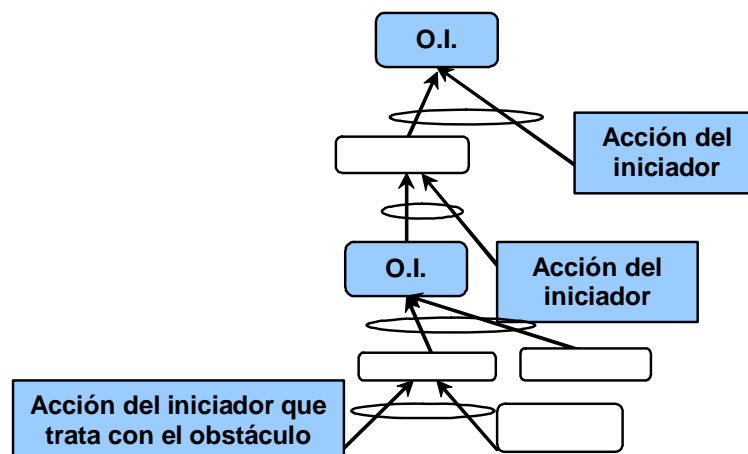 O.I.
Acción del
iniciador
O.I.
Acción del
iniciador
Acción del iniciador que
trata con el obstáculo